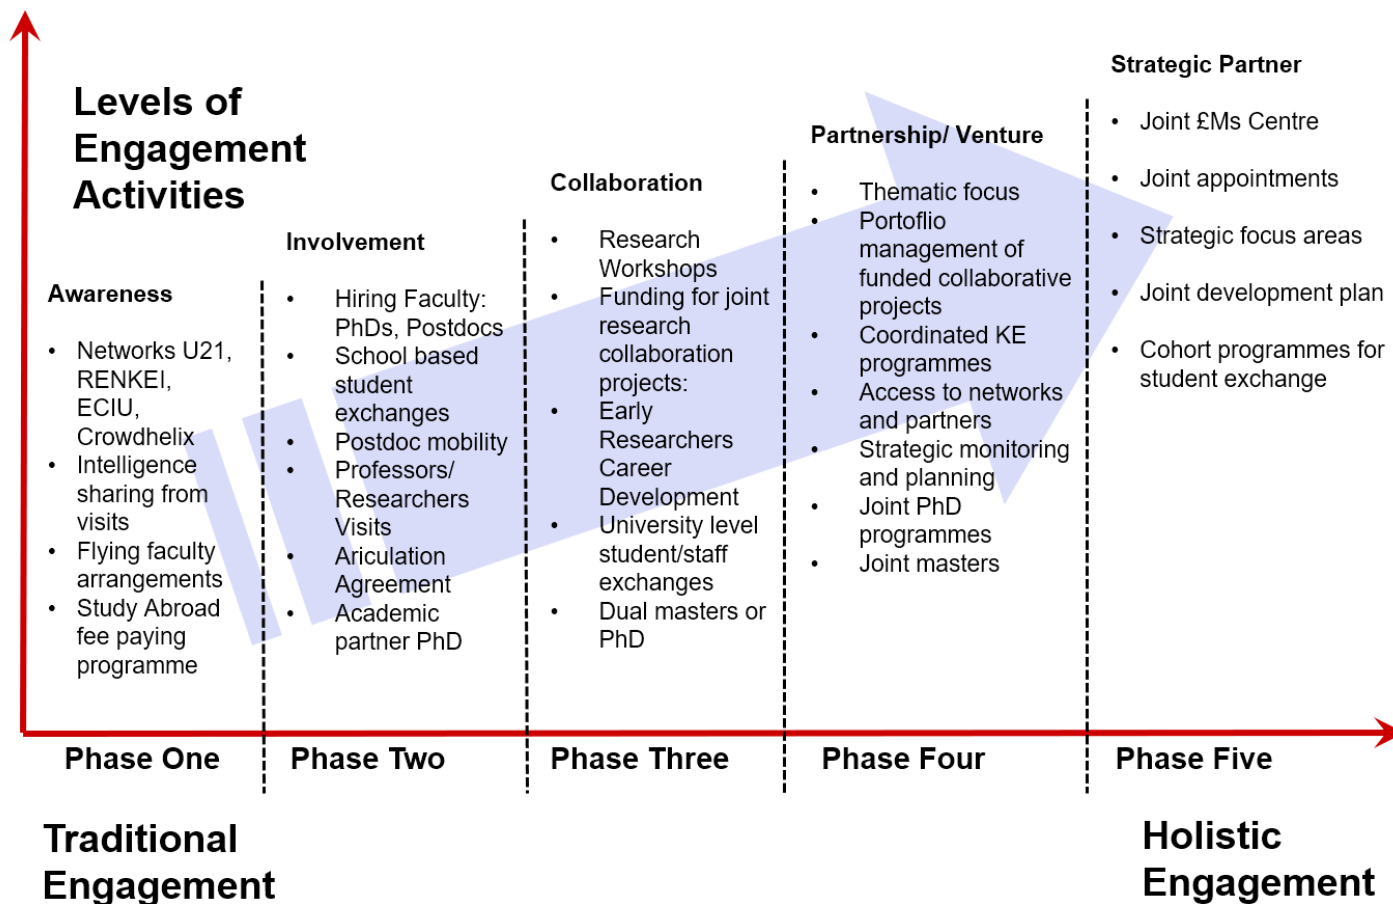 Levels of
Engagement
Activities
Awareness
• Networks U21,
RENKEI,
ECIU,
Crowdhelix
• Intelligence
sharing from
visits
• Flying faculty
arrangements
• Study Abroad
fee paying
programme
Involvement
• Hiring Faculty:
PhDs, Postdocs
• School based
student
exchanges
• Postdoc mobility
• Professors/
Researchers
Visits
• Ariculation
Agreement
• Academic
partner PhD
Collaboration
• Research
Workshops
• Funding for joint
research
collaboration
projects:
• Early
Researchers
Career
Development
• University level
student/staff
exchanges
• Dual masters or
PhD
Partnership/ Venture
• Thematic focus
• Portoflio
management of
funded collaborative
projects
• Coordinated KE
programmes
• Access to networks
and partners
• Strategic monitoring
and planning
• Joint PhD
programmes
• Joint masters
Strategic Partner
• Joint £Ms Centre
• Joint appointments
• Strategic focus areas
• Joint development plan
• Cohort programmes for
student exchange
Phase One
Phase Two
Phase Three
Phase Four
Phase Five
Traditional
Engagement
Holistic
Engagement